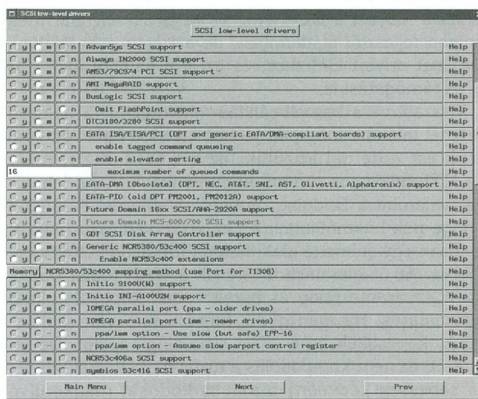 SCSI low-level drivers
SCSI low-level drivers
y m n AdvanSys SCSI support Help
y m n Always IN2000 SCSI support Help
y m n AM53/79C974 PCI SCSI support Help
y m n AMI MegaRAID support Help
y m n BusLogic SCSI support Help
y - n Omit FlashPoint support Help
y m n DTC3180/3280 SCSI support Help
y m n EATA ISA/EISA/PCI (DPT and generic EATA/DMA-compliant boards) support Help
y - n enable tagged command queueing Help
y - n enable elevator sorting Help
16 maximum number of queued commands Help
y m n EATA-DMA (Obsolete) (DPT, NEC, AT&T, SNI, AST, Olivetti, Alphatronix) support Help
y m n EATA-PIO (old DPT PM2001, PM2012A) support Help
y m n Future Domain 16xx SCSI/AHA-2920A support Help
y - n Future Domain MCS-600/700 SCSI support Help
y m n GDT SCSI Disk Array Controller support Help
y m n Generic NCR5380/53c400 SCSI support Help
y - n Enable NCR53c400 extensions Help
Memory NCR5380/53c400 mapping method (use Port for T130B) Help
y m n Initio 9100U(W) support Help
y m n Initio INI-A100U2W support Help
y m n IOMEGA parallel port (ppa - older drives) Help
y m n IOMEGA parallel port (imm - newer drives) Help
y - n ppa/imm option - Use slow (but safe) EPP-16 Help
y - n ppa/imm option - Assume slow parport control register Help
y m n NCR53c406a SCSI support Help
y m n symbios 53c416 SCSI support Help
Main Menu Next Prev